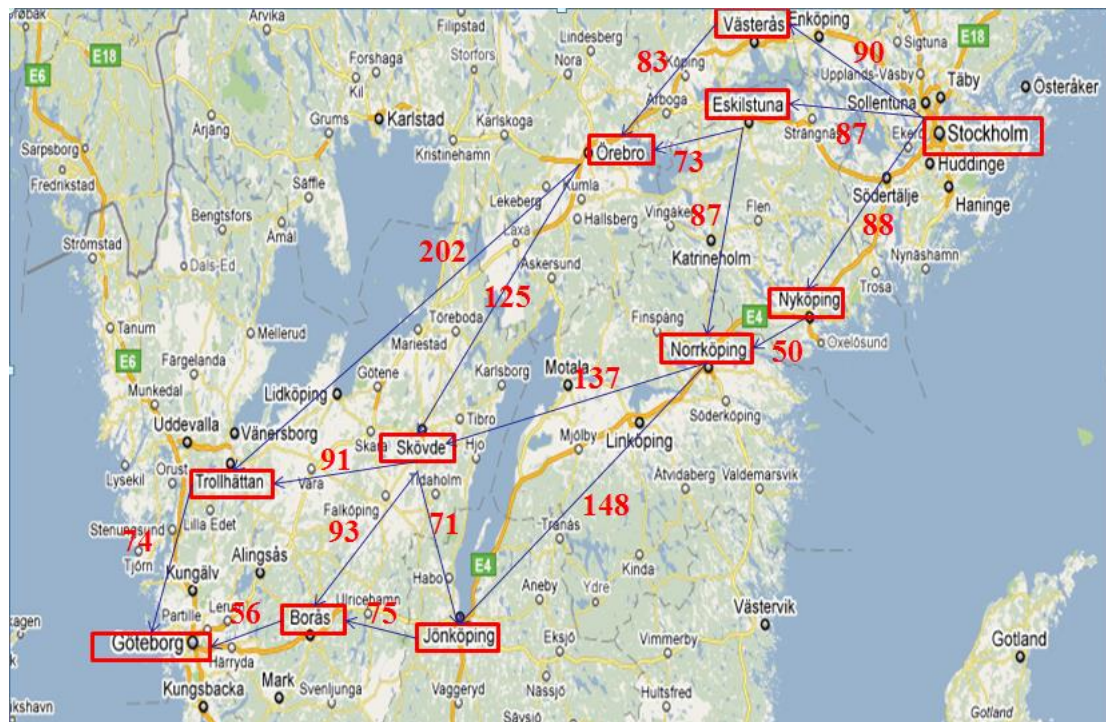 Arvika
Filipstad
Västerås
Enköping
E18
Forshaga
Storfors
Lindesberg
90
Sigtuna
E18
E6
Kil
Nora
83
Köping
Upplands-Väsby
Täby
Österåker
Årjäng
Grums
Karlstad
Karlskoga
Arboga
Eskilstuna
Sollentuna
Sarpsborg
Kristinehamn
Örebro
73
Strängnäs
87
Ekerö
Stockholm
Fredrikstad
Säffle
Lekeberg
Kumla
Huddinge
Bengtsfors
Hallsberg
Vingåker
87
Flen
Södertälje
Haninge
Strömstad
Åmål
Laxå
88
Dals-Ed
202
Askersund
Katrineholm
Nynäshamn
Trosa
125
Nyköping
Tanum
Mellerud
Töreboda
Finspång
E4
Mariestad
Norrköping
50
Oxelösund
E6
Färgelanda
137
Motala
Munkedal
Lidköping
Götene
Karlsborg
Söderköping
Uddevalla
Vänersborg
Tibro
Linköping
Skara
Skövde
Hjo
Mjölby
Lysekil
Orust
91
Åtvidaberg
Valdemarsvik
Trollhättan
Vara
Tidaholm
148
Stenungsund
Lilla Edet
Falköping
71
Tranås
74
93
Tjörn
Alingsås
E4
Kinda
Kungälv
Habo
Aneby
Ydre
Västervik
Partille
56
Ulricehamn
75
Göteborg
Borås
Jönköping
Eksjö
Vimmerby
Gotland
Härryda
Kungsbacka
Mark
Svenljunga
Vaggeryd
Nässjö
Hultsfred
Gotland
Sävsjö